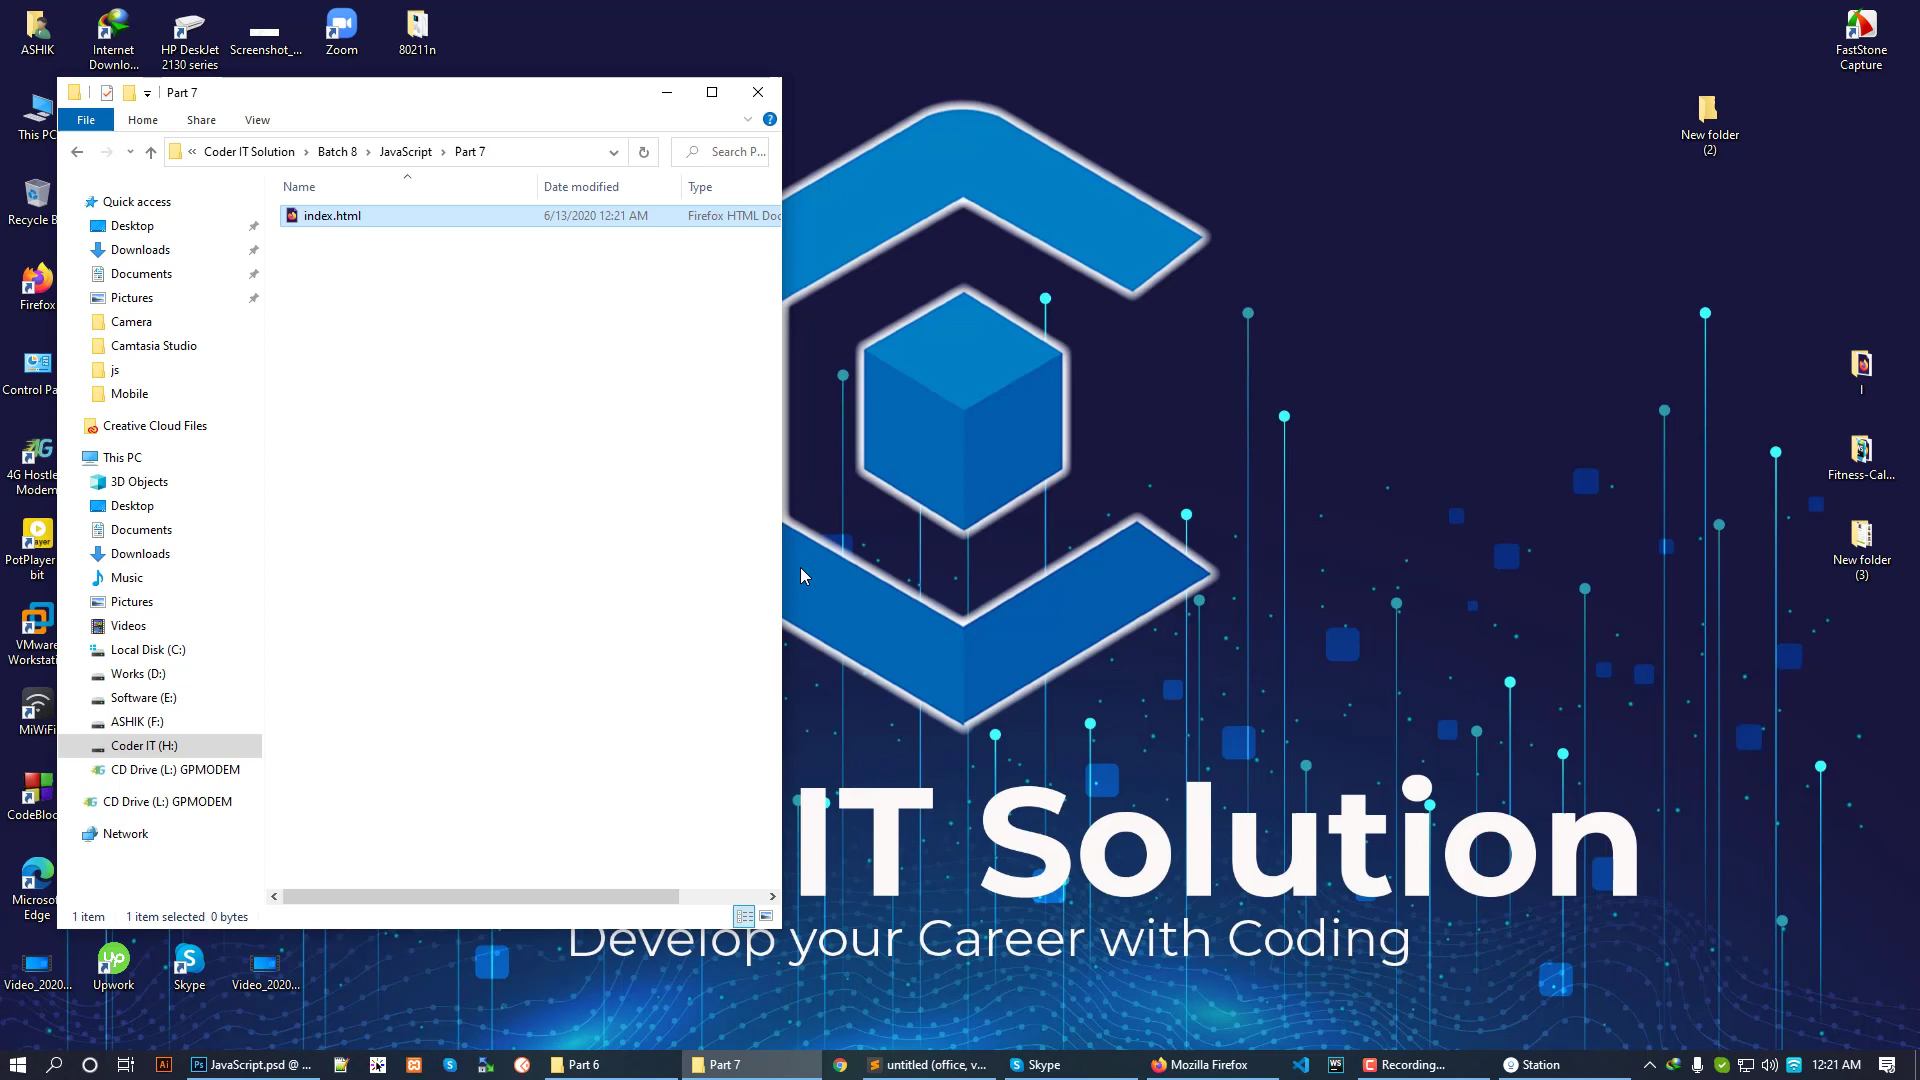 ASHIK
Internet
Downlo...
HP DeskJet
2130 series
Screenshot_...
Zoom
80211n
FastStone
Capture
Part 7
File
Home
Share
View
?
This PC
« Coder IT Solution › Batch 8 › JavaScript › Part 7
Search P...
New folder
(2)
Name
Date modified
Type
Quick access
index.html
6/13/2020 12:21 AM
Firefox HTML Doc
Recycle B
Desktop
Downloads
Documents
Pictures
Firefox
Camera
Camtasia Studio
js
Control Pa
Mobile
I
Creative Cloud Files
This PC
4G
4G Hostle
Modem
3D Objects
Fitness-Cal...
Desktop
Documents
Downloads
PotPlayer
bit
Music
New folder
(3)
Pictures
Videos
VMware
Workstati
Local Disk (C:)
Works (D:)
Software (E:)
ASHIK (F:)
MiWiFi
Coder IT (H:)
CD Drive (L:) GPMODEM
CD Drive (L:) GPMODEM
CodeBloc
Network
IT Solution
Microsof
Edge
1 item
1 item selected 0 bytes
Develop your Career with Coding
Video_2020...
Up
Upwork
S
Skype
Video_2020...
Ai
Ps
JavaScript.psd @ ...
Part 6
Part 7
untitled (office, v...
Skype
Mozilla Firefox
WS
Recording...
Station
12:21 AM